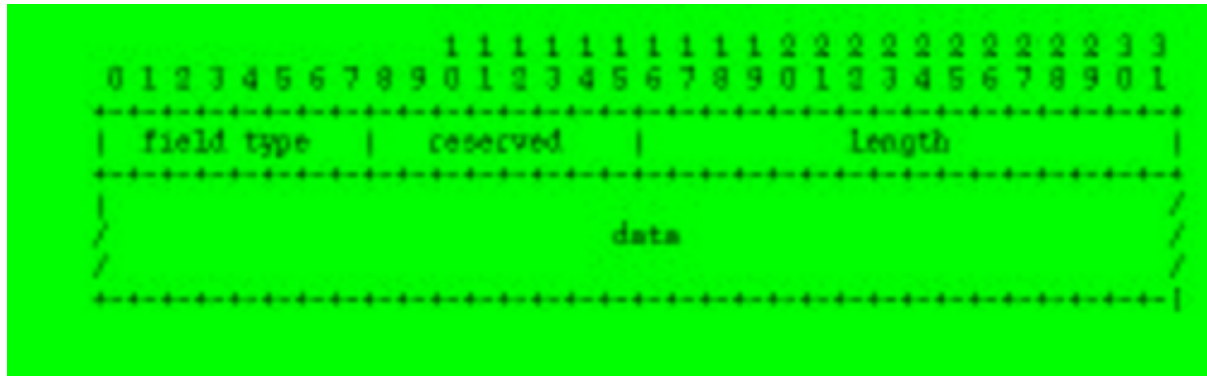 1 1 1 1 1 1 1 1 1 1 2 2 2 2 2 2 2 2 2 2 3 3
0 1 2 3 4 5 6 7 8 9 0 1 2 3 4 5 6 7 8 9 0 1 2 3 4 5 6 7 8 9 0 1
+-+-+-+-+-+-+-+-+-+-+-+-+-+-+-+-+-+-+-+-+-+-+-+-+-+-+-+-+-+-+-+-+
| field type | reserved | length |
+-+-+-+-+-+-+-+-+-+-+-+-+-+-+-+-+-+-+-+-+-+-+-+-+-+-+-+-+-+-+-+-+
| /
/ data /
/ /
+-+-+-+-+-+-+-+-+-+-+-+-+-+-+-+-+-+-+-+-+-+-+-+-+-+-+-+-+-+-+-+-|